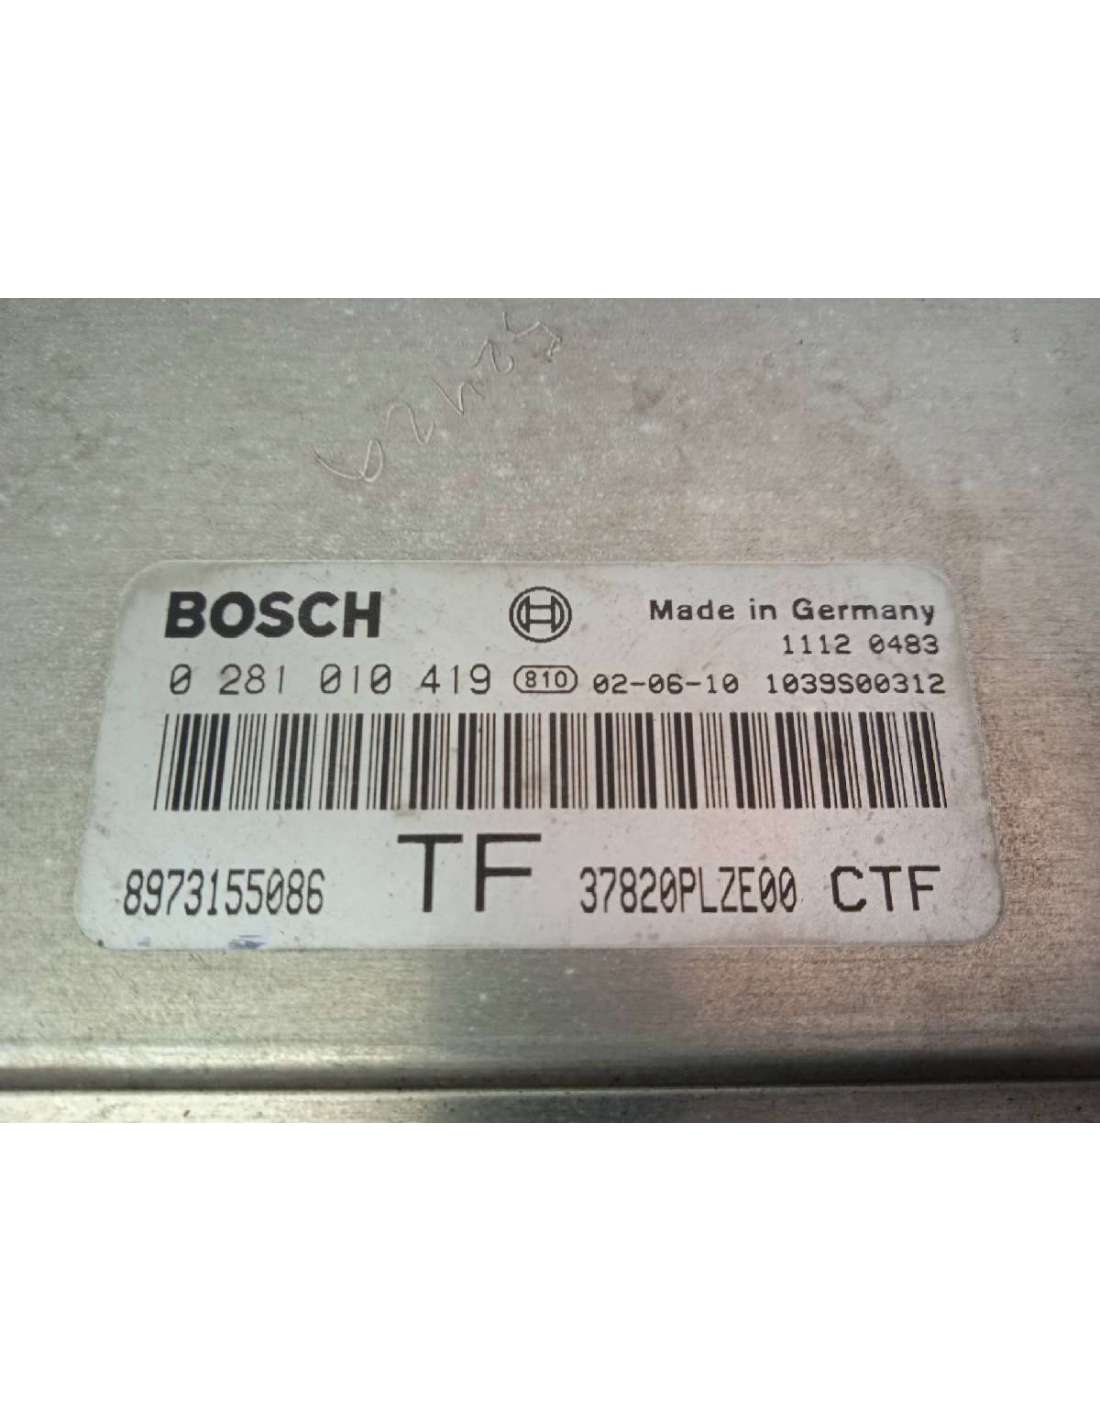 BOSCH Made in Germany
1112 0483
0 281 010 419 810 02-06-10 1039S00312
8973155086 TF 37820PLZE00 CTF